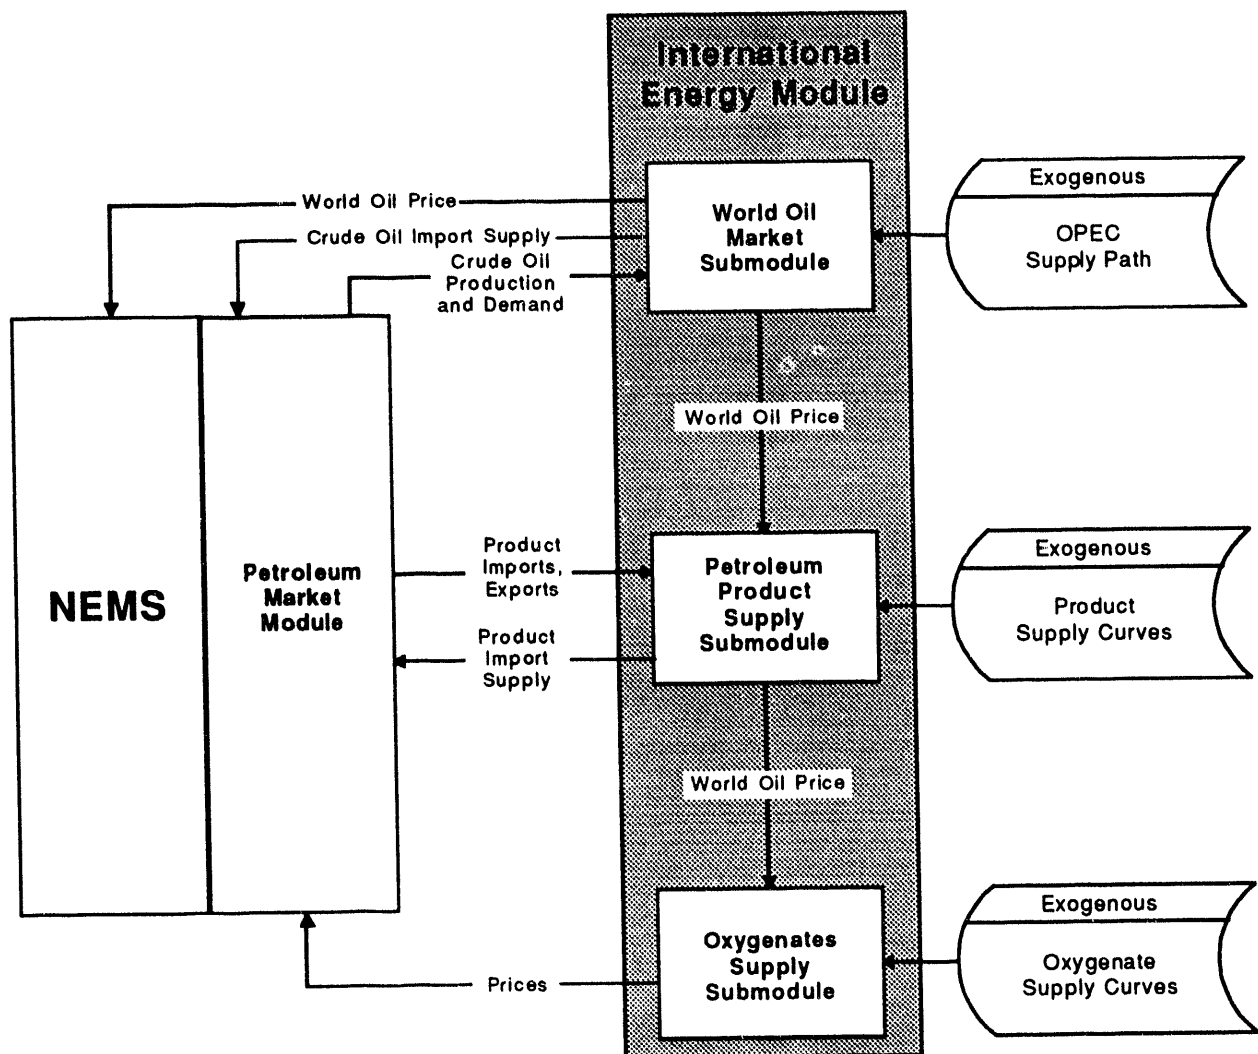 International
Energy Module
World Oil Price
Crude Oil Import Supply
Crude Oil
Production
and Demand
World Oil
Market
Submodule
Exogenous
OPEC
Supply Path
World Oil Price
NEMS
Petroleum
Market
Module
Product
Imports,
Exports
Product
Import
Supply
Petroleum
Product
Supply
Submodule
Exogenous
Product
Supply Curves
World Oil Price
Prices
Oxygenates
Supply
Submodule
Exogenous
Oxygenate
Supply Curves